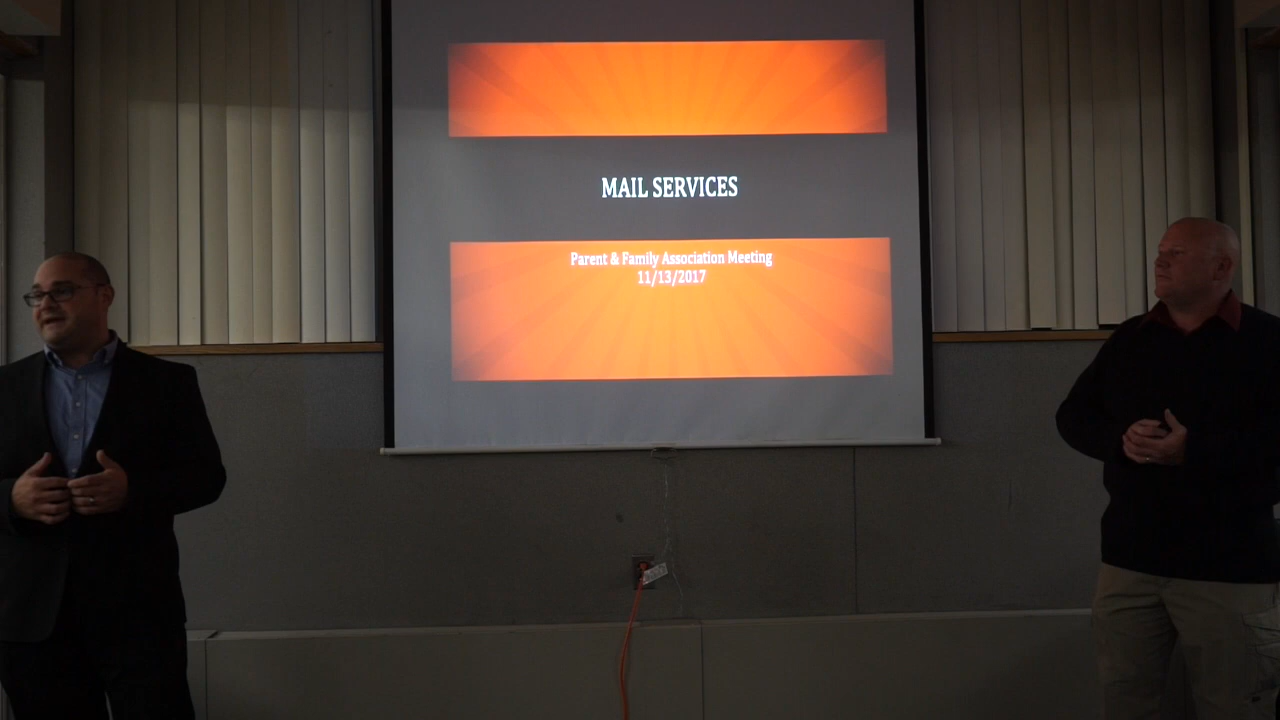 MAIL SERVICES
Parent & Family Association Meeting
11/13/2017